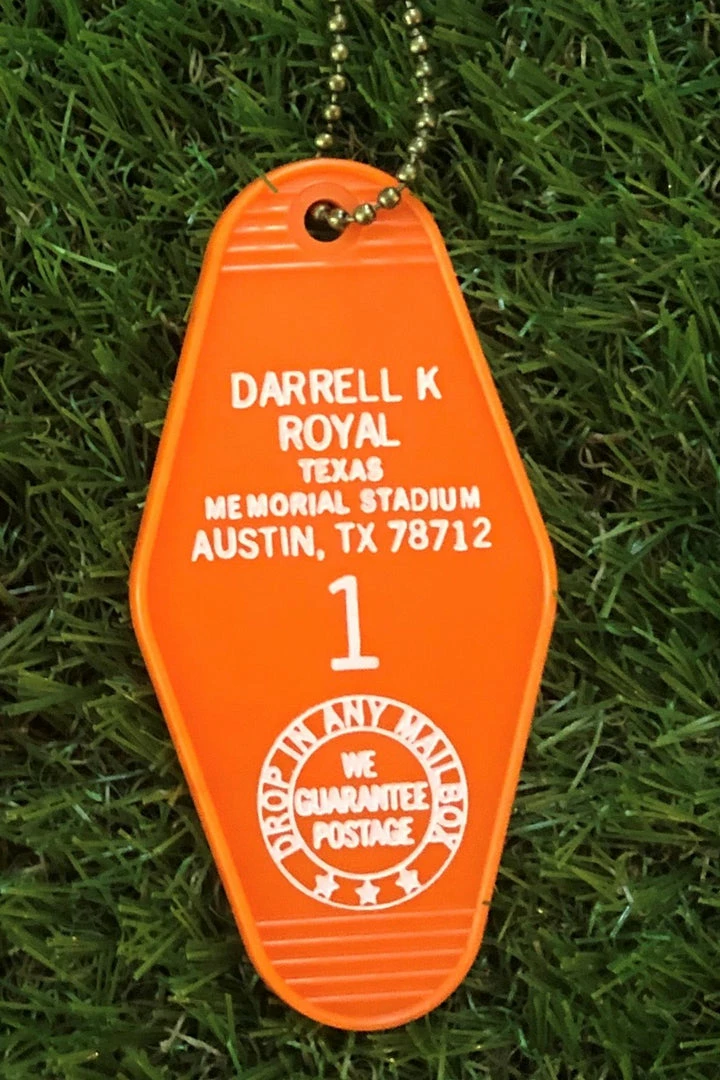 DARRELL K
ROYAL
TEXAS
MEMORIAL STADIUM
AUSTIN, TX 78712
1
DROP IN ANY MAILBOX
WE
GUARANTEE
POSTAGE